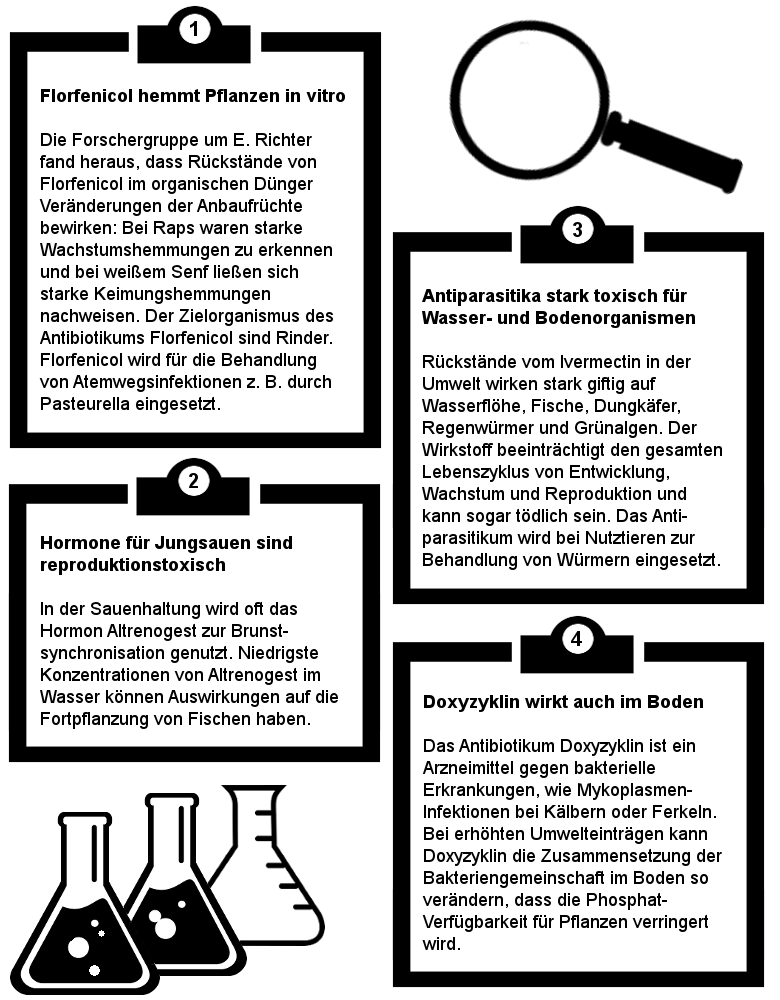 1
Florfenicol hemmt Pflanzen in vitro
Die Forschergruppe um E. Richter
fand heraus, dass Rückstände von
Florfenicol im organischen Dünger
Veränderungen der Anbaufrüchte
bewirken: Bei Raps waren starke
Wachstumshemmungen zu erkennen
und bei weißem Senf ließen sich
starke Keimungshemmungen
nachweisen. Der Zielorganismus des
Antibiotikums Florfenicol sind Rinder.
Florfenicol wird für die Behandlung
von Atemwegsinfektionen z. B. durch
Pasteurella eingesetzt.
2
Hormone für Jungsauen sind
reproduktionstoxisch
In der Sauenhaltung wird oft das
Hormon Altrenogest zur Brunst-
synchronisation genutzt. Niedrigste
Konzentrationen von Altrenogest im
Wasser können Auswirkungen auf die
Fortpflanzung von Fischen haben.
3
Antiparasitika stark toxisch für
Wasser- und Bodenorganismen
Rückstände vom Ivermectin in der
Umwelt wirken stark giftig auf
Wasserflöhe, Fische, Dungkäfer,
Regenwürmer und Grünalgen. Der
Wirkstoff beeinträchtigt den gesamten
Lebenszyklus von Entwicklung,
Wachstum und Reproduktion und
kann sogar tödlich sein. Das Anti-
parasitikum wird bei Nutztieren zur
Behandlung von Würmern eingesetzt.
4
Doxyzyklin wirkt auch im Boden
Das Antibiotikum Doxyzyklin ist ein
Arzneimittel gegen bakterielle
Erkrankungen, wie Mykoplasmen-
Infektionen bei Kälbern oder Ferkeln.
Bei erhöhten Umwelteinträgen kann
Doxyzyklin die Zusammensetzung der
Bakteriengemeinschaft im Boden so
verändern, dass die Phosphat-
Verfügbarkeit für Pflanzen verringert
wird.